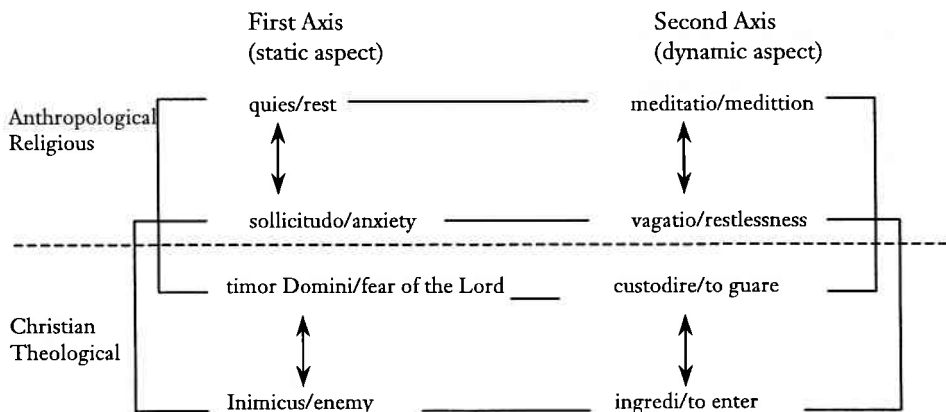 First Axis
(static aspect)
Second Axis
(dynamic aspect)
Anthropological
Religious
quies/rest
meditatio/medittion
sollicitudo/anxiety
vagatio/restlessness
timor Domini/fear of the Lord
custodire/to guare
Christian
Theological
Inimicus/enemy
ingredi/to enter